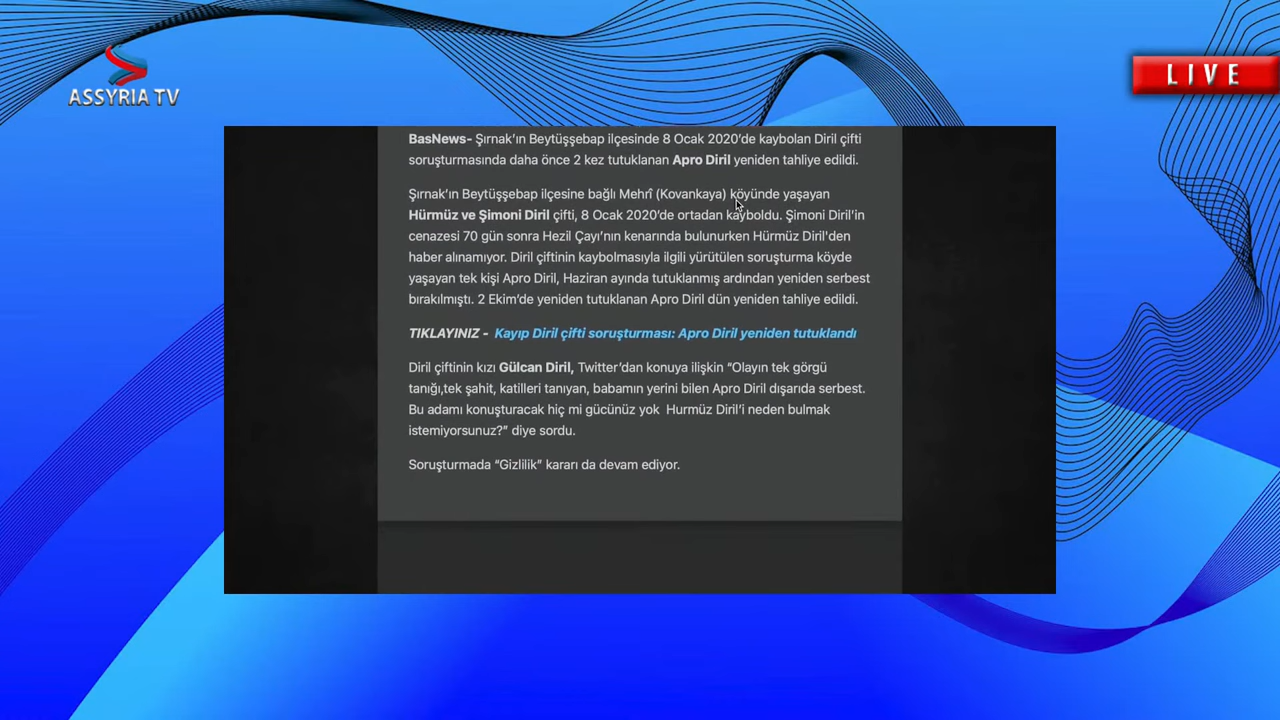 ASSYRIA TV
LIVE
BasNews- Şırnak’ın Beytüşşebap ilçesinde 8 Ocak 2020’de kaybolan Diril çifti
soruşturmasında daha önce 2 kez tutuklanan Apro Diril yeniden tahliye edildi.
Şırnak’ın Beytüşşebap ilçesine bağlı Mehrî (Kovankaya) köyünde yaşayan
Hürmüz ve Şimoni Diril çifti, 8 Ocak 2020’de ortadan kayboldu. Şimoni Diril’in
cenazesi 70 gün sonra Hezil Çayı’nın kenarında bulunurken Hürmüz Diril'den
haber alınamıyor. Diril çiftinin kaybolmasıyla ilgili yürütülen soruşturma köyde
yaşayan tek kişi Apro Diril, Haziran ayında tutuklanmış ardından yeniden serbest
bırakılmıştı. 2 Ekim’de yeniden tutuklanan Apro Diril dün yeniden tahliye edildi.
TIKLAYINIZ - Kayıp Diril çifti soruşturması: Apro Diril yeniden tutuklandı
Diril çiftinin kızı Gülcan Diril, Twitter’dan konuya ilişkin “Olayın tek görgü
tanığı,tek şahit, katilleri tanıyan, babamın yerini bilen Apro Diril dışarıda serbest.
Bu adamı konuşturacak hiç mi gücünüz yok Hurmüz Diril’i neden bulmak
istemiyorsunuz?” diye sordu.
Soruşturmada “Gizlilik” kararı da devam ediyor.